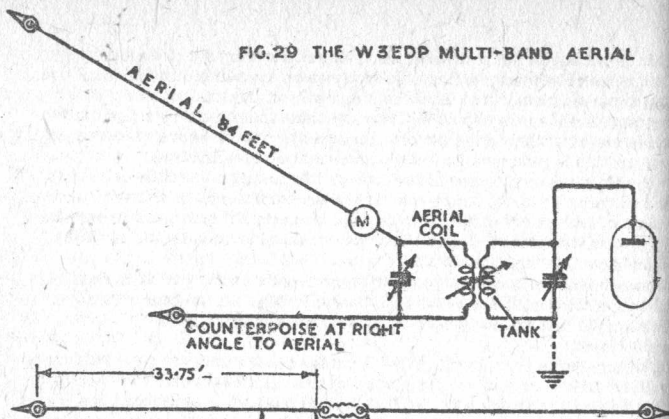 FIG. 29 THE W3EDP MULTI-BAND AERIAL
AERIAL 84 FEET
M
AERIAL
COIL
TANK
COUNTERPOISE AT RIGHT
ANGLE TO AERIAL
33·75'